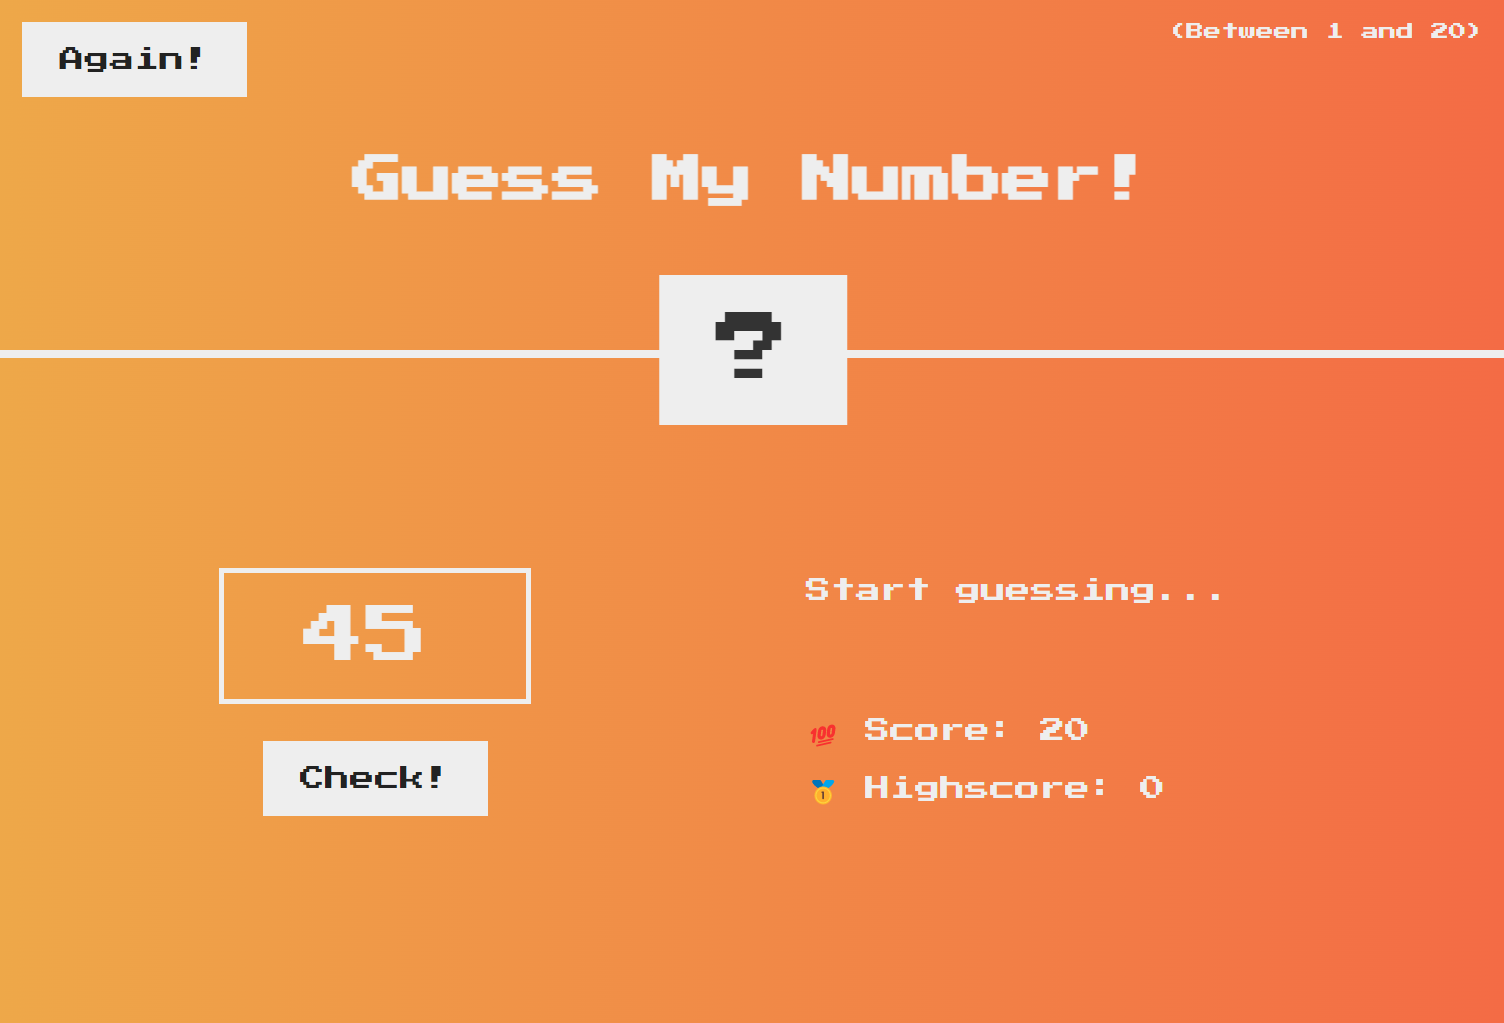 Again!
(Between 1 and 20)
Guess My Number!
?
45
Check!
Start guessing...
💯 Score: 20
🥇 Highscore: 0